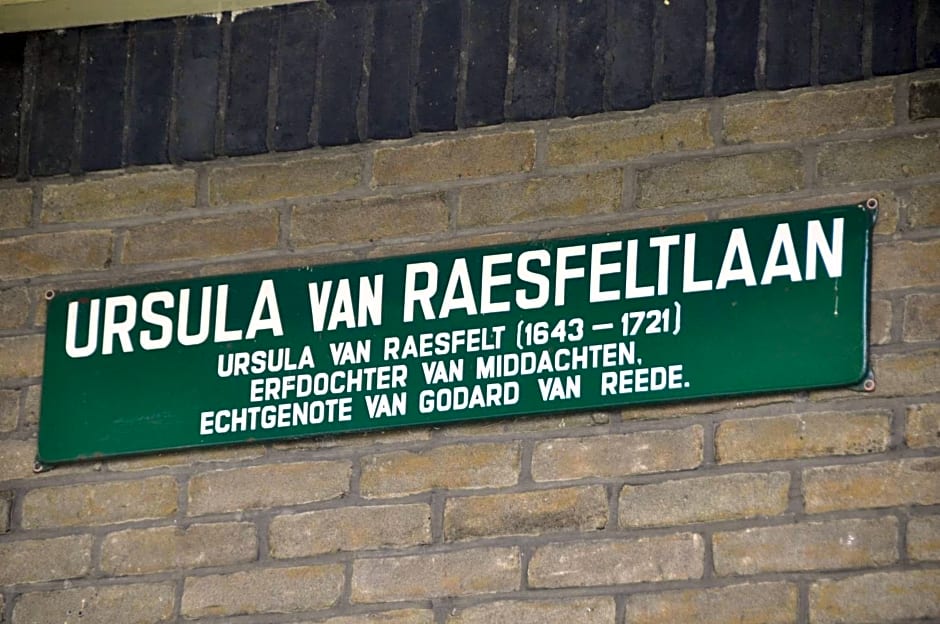 URSULA VAN RAESFELTLAAN
URSULA VAN RAESFELT (1643 – 1721)
ERFDOCHTER VAN MIDDACHTEN,
ECHTGENOTE VAN GODARD VAN REEDE.